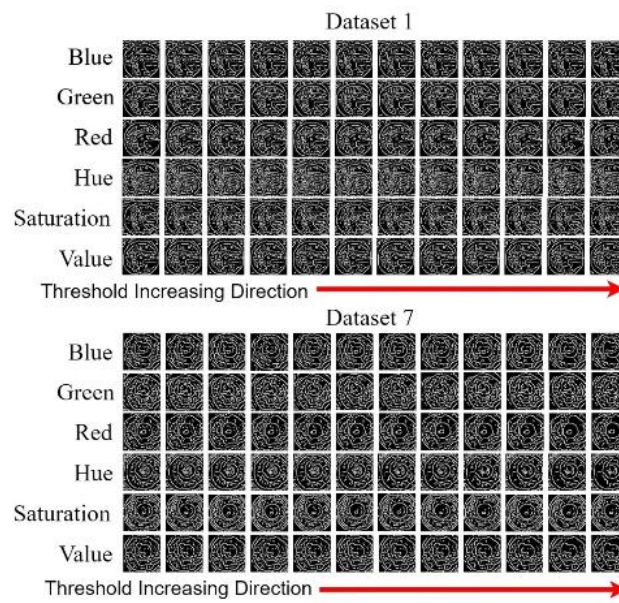 Dataset 1
Blue
Green
Red
Hue
Saturation
Value
Threshold Increasing Direction
Dataset 7
Blue
Green
Red
Hue
Saturation
Value
Threshold Increasing Direction